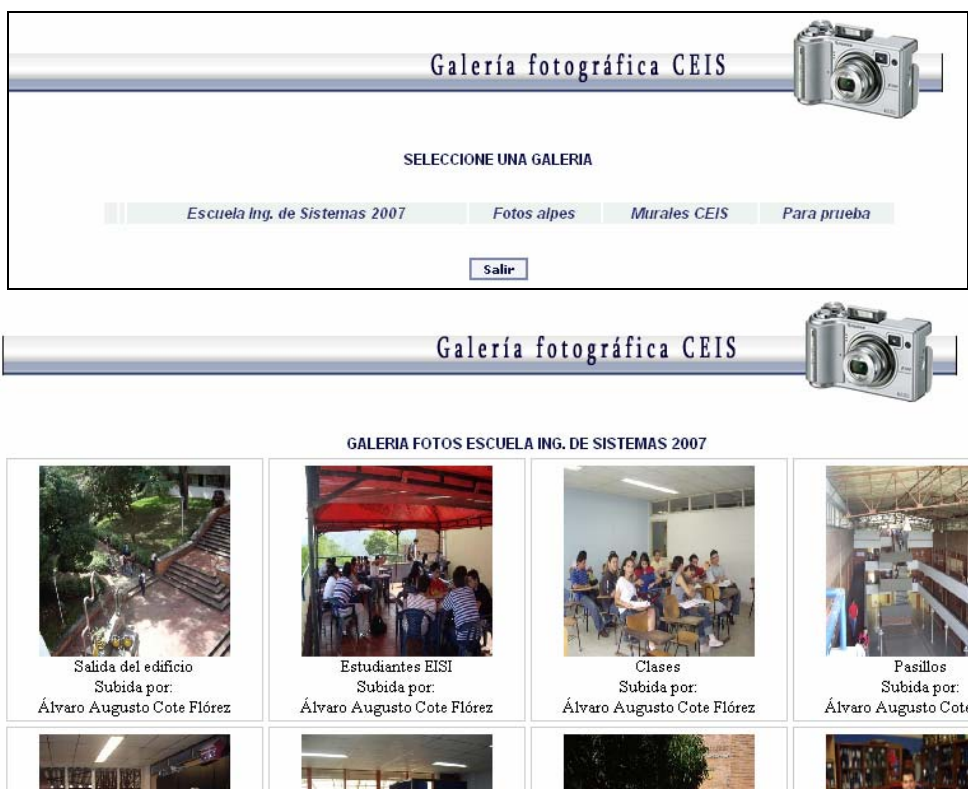 Galería fotográfica CEIS
SELECCIONE UNA GALERIA
Escuela Ing. de Sistemas 2007 Fotos alpes Murales CEIS Para prueba
Salir
Galería fotográfica CEIS
GALERIA FOTOS ESCUELA ING. DE SISTEMAS 2007
Salida del edificio
Subida por:
Álvaro Augusto Cote Flórez
Estudiantes EISI
Subida por:
Álvaro Augusto Cote Flórez
Clases
Subida por:
Álvaro Augusto Cote Flórez
Pasillos
Subida por:
Álvaro Augusto Cote